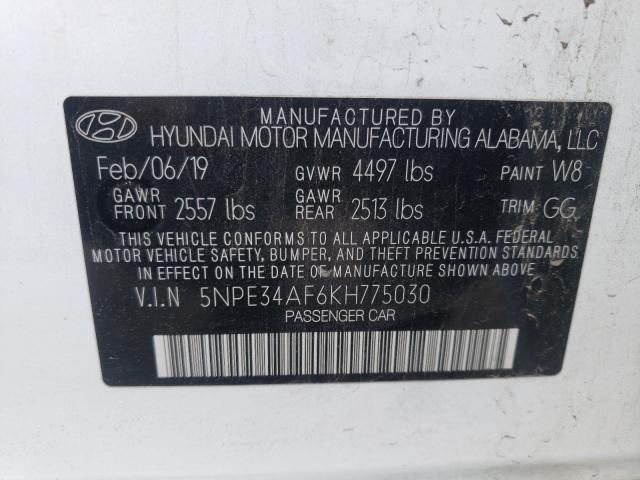 MANUFACTURED BY
HYUNDAI MOTOR MANUFACTURING ALABAMA, LLC
Feb/06/19 GVWR 4497 lbs PAINT W8
GAWR FRONT 2557 lbs GAWR REAR 2513 lbs TRIM GG
THIS VEHICLE CONFORMS TO ALL APPLICABLE U.S.A. FEDERAL
MOTOR VEHICLE SAFETY, BUMPER, AND THEFT PREVENTION STANDARDS
IN EFFECT ON THE DATE OF MANUFACTURE SHOWN ABOVE.
V.I.N 5NPE34AF6KH775030
PASSENGER CAR